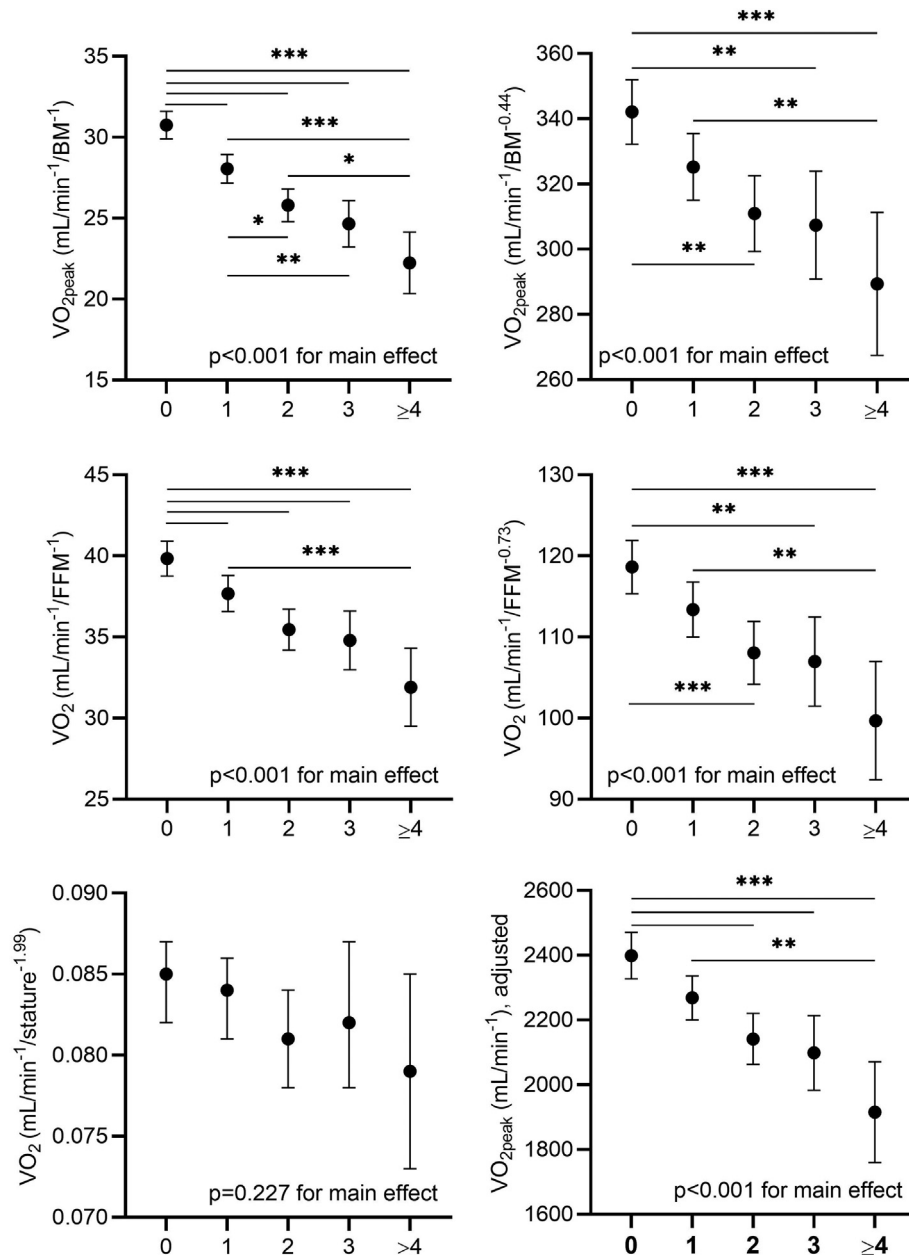 ***
35
VO2peak (mL/min⁻¹/BM⁻¹)
30
***
*
25
*
20
**
p<0.001 for main effect
15
0 1 2 3 ≥4
***
360
**
VO2peak (mL/min⁻¹/BM⁻⁰·⁴⁴)
340
**
320
300
**
280
p<0.001 for main effect
260
0 1 2 3 ≥4
45
***
VO2 (mL/min⁻¹/FFM⁻¹)
40
***
35
30
p<0.001 for main effect
25
0 1 2 3 ≥4
130
***
**
VO2 (mL/min⁻¹/FFM⁻⁰·⁷³)
120
**
110
***
100
p<0.001 for main effect
90
0 1 2 3 ≥4
0.090
VO2 (mL/min⁻¹/stature⁻¹·⁹⁹)
0.085
0.080
0.075
p=0.227 for main effect
0.070
0 1 2 3 >4
2600
***
VO2peak (mL/min⁻¹), adjusted
2400
**
2200
2000
1800
p<0.001 for main effect
1600
0 1 2 3 ≥4